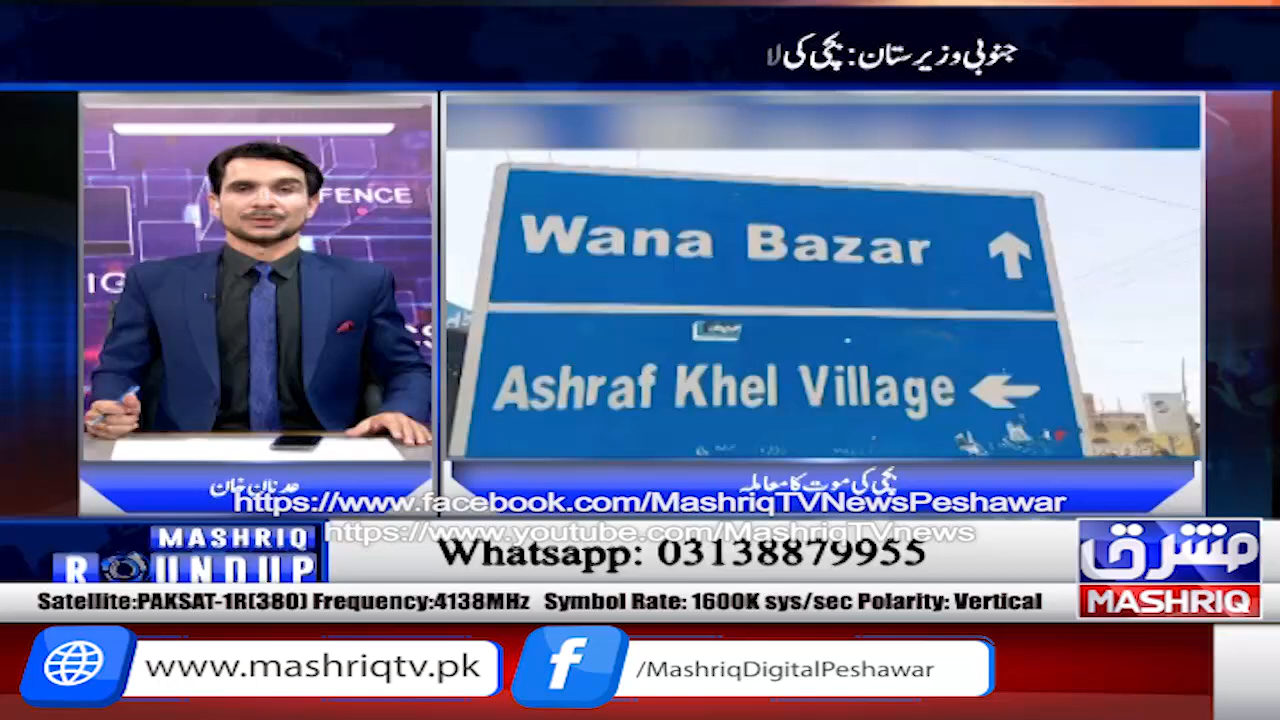 جنوبی وزیرستان: بچی کی لا
FENCE
Wana Bazar
Ashraf Khel Village
عدنان خان
بچی کی موت کا معاملہ
https://www.facebook.com/MashriqTVNewsPeshawar
https://www.youtube.com/MashriqTVnews
MASHRIQ
ROUNDUP
Whatsapp: 03138879955
مشرق
MASHRIQ
Satellite:PAKSAT-1R(380) Frequency:4138MHz Symbol Rate: 1600K sys/sec Polarity: Vertical
www.mashriqtv.pk
/MashriqDigitalPeshawar